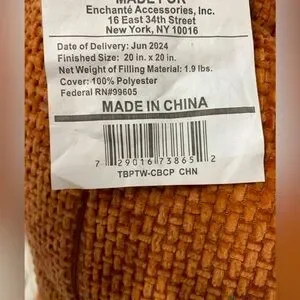 MADE FOR
Enchanté Accessories, Inc.
16 East 34th Street
New York, NY 10016
Date of Delivery: Jun 2024
Finished Size: 20 in. x 20 in.
Net Weight of Filling Material: 1.9 lbs.
Cover: 100% Polyester
Federal RN#99605
MADE IN CHINA
7 29016 73865 2
TBPTW-CBCP CHN